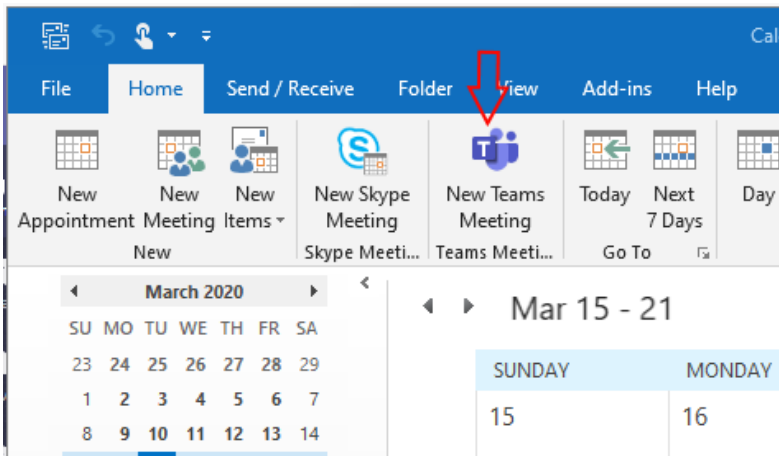 Cal
File Home Send / Receive Folder View Add-ins Help
New Appointment
New Meeting
New Items
New Skype Meeting
New Teams Meeting
Today
Next 7 Days
Day
New
Skype Meeti...
Teams Meeti...
Go To
March 2020
SU MO TU WE TH FR SA
23 24 25 26 27 28 29
1 2 3 4 5 6 7
8 9 10 11 12 13 14
Mar 15 - 21
SUNDAY MONDAY
15 16